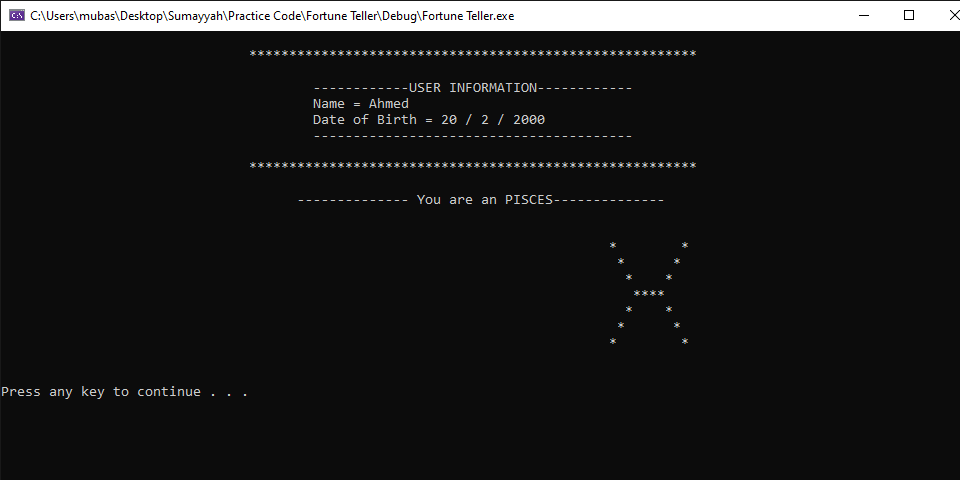 C:\Users\mubas\Desktop\Sumayyah\Practice Code\Fortune Teller\Debug\Fortune Teller.exe
********************************************************
------------USER INFORMATION------------
Name = Ahmed
Date of Birth = 20 / 2 / 2000
----------------------------------------
********************************************************
-------------- You are an PISCES--------------
*        *
*      *
*    *
****
*    *
*      *
*        *
Press any key to continue . . .